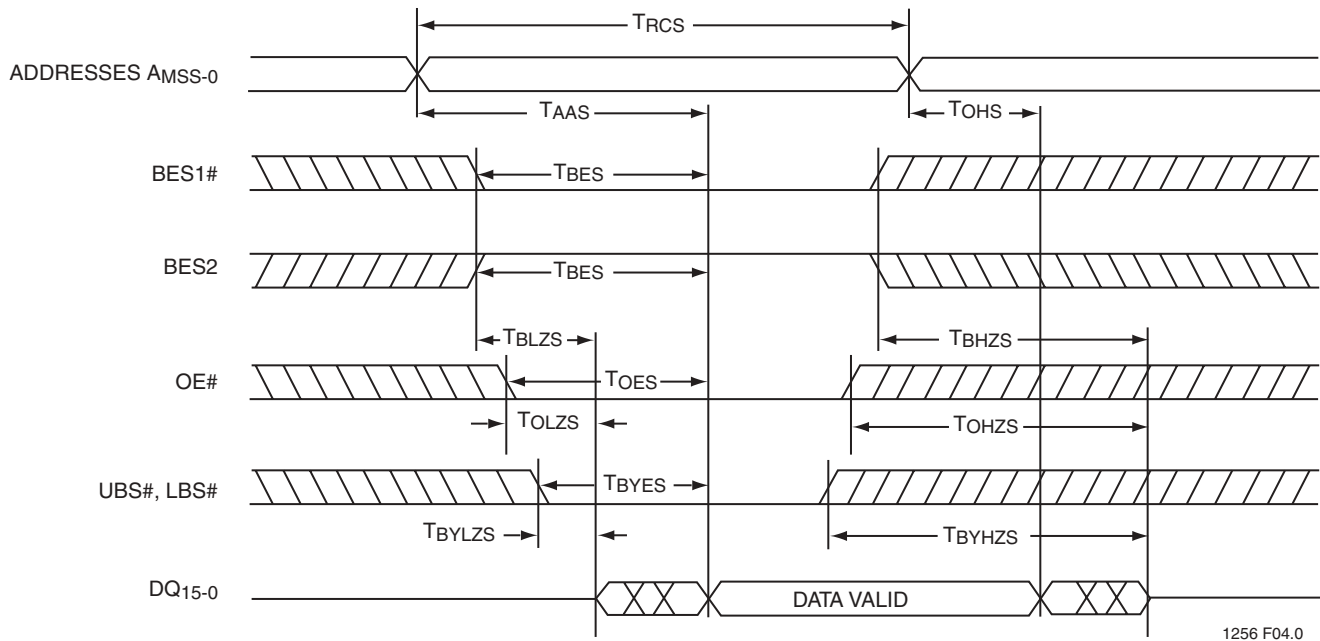 TRCS
ADDRESSES AMSS-0
TAAS
TOHS
BES1#
TBES
BES2
TBES
TBLZS
TBHZS
OE#
TOES
TOLZS
TOHZS
UBS#, LBS#
TBYES
TBYLZS
TBYHZS
DQ15-0
DATA VALID
1256 F04.0